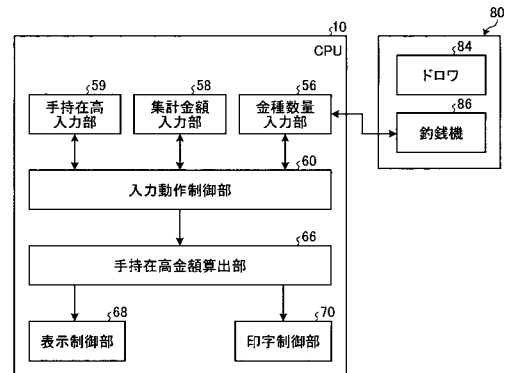 10
CPU
80
59
手持在高
入力部
58
集計金額
入力部
56
金種数量
入力部
84
ドロワ
86
釣銭機
60
入力動作制御部
66
手持在高金額算出部
68
表示制御部
70
印字制御部